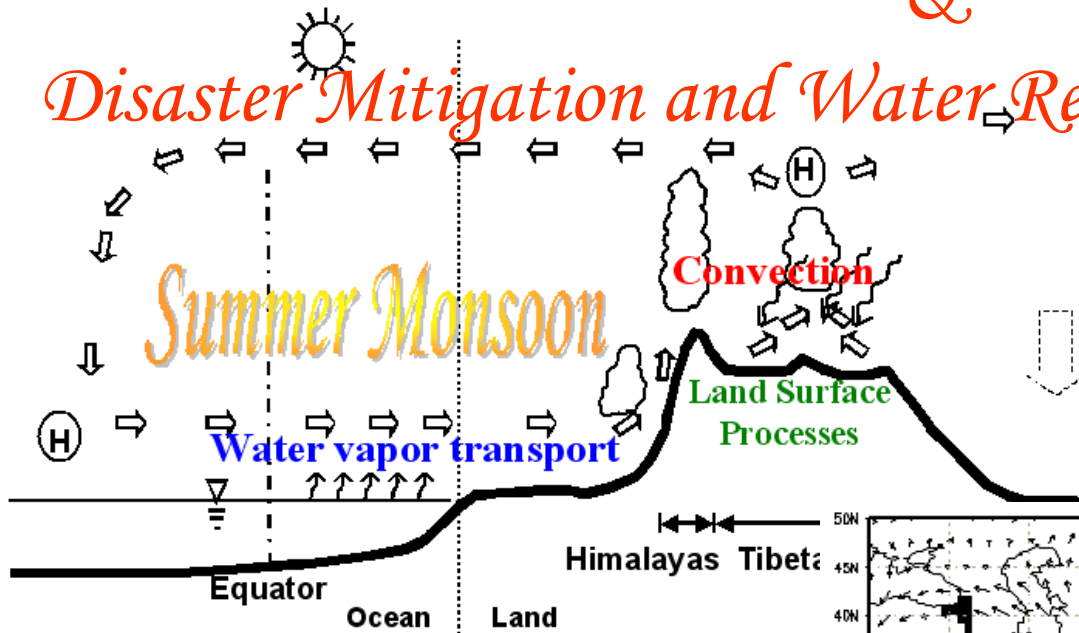 &
Disaster Mitigation and Water Re
H
Convection
Summer Monsoon
Land Surface
Processes
H
Water vapor transport
Himalayas Tibeta
50N
45N
40N
Equator
Ocean Land